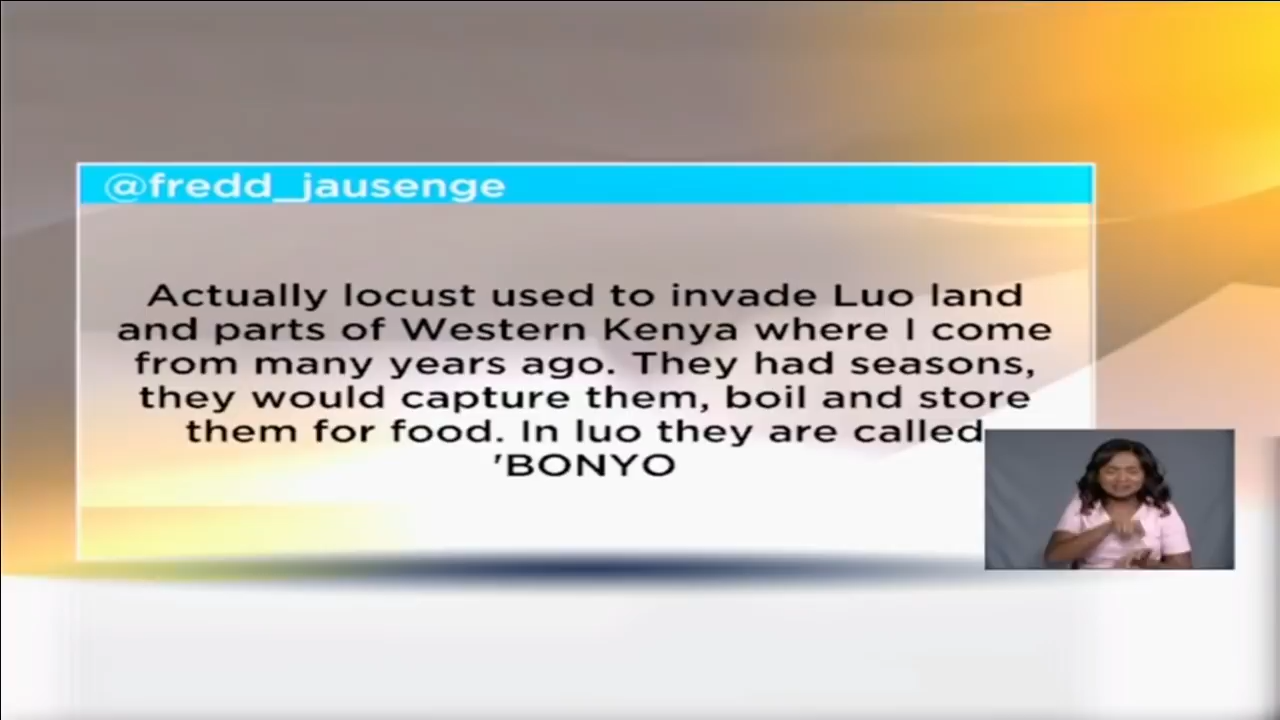 @fredd_jausenge
Actually locust used to invade Luo land
and parts of Western Kenya where I come
from many years ago. They had seasons,
they would capture them, boil and store
them for food. In luo they are called
'BONYO